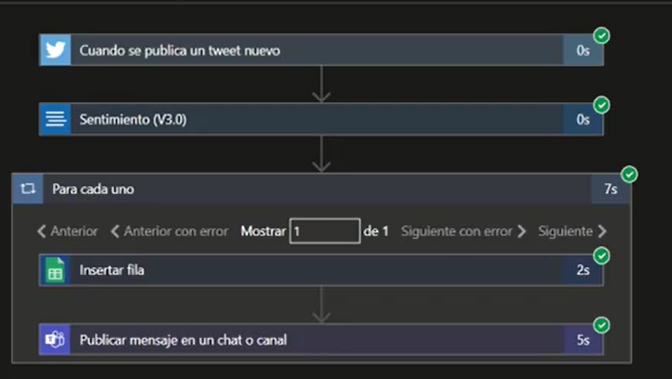 Cuando se publica un tweet nuevo 0s
Sentimiento (V3.0) 0s
Para cada uno 7s
Anterior Anterior con error Mostrar 1 de 1 Siguiente con error Siguiente
Insertar fila 2s
Publicar mensaje en un chat o canal 5s